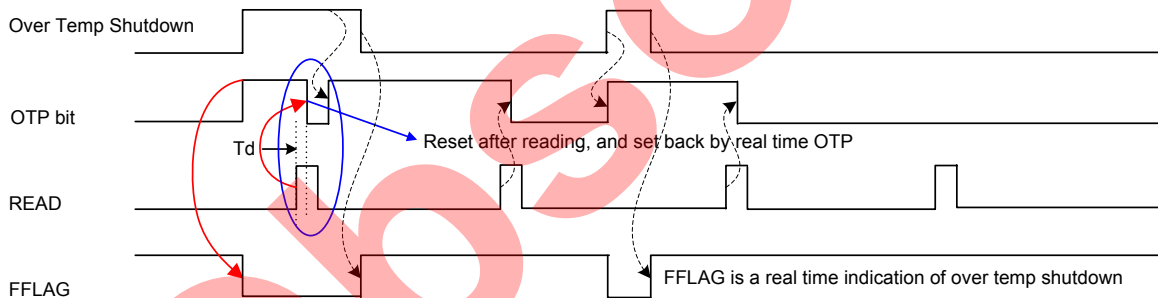 Over Temp Shutdown
OTP bit
Td
Reset after reading, and set back by real time OTP
READ
FFLAG is a real time indication of over temp shutdown
FFLAG